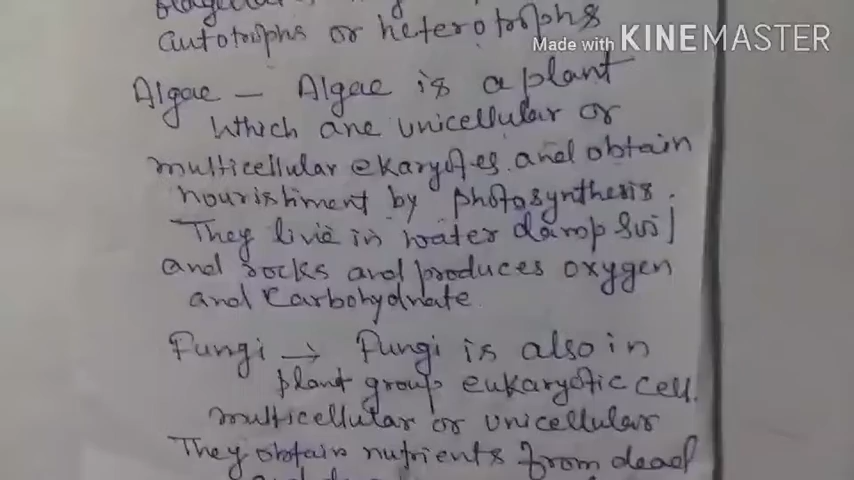 autotrophs or heterotrophs
Made with KINEMASTER
Algae — Algae is a plant
which are unicellular or
multicellular ekaryotes and obtain
nourishment by photosynthesis.
They live in water damp soil
and rocks and produces oxygen
and Carbohydrate
Fungi → Fungi is also in
plant group eukaryotic cell.
multicellular or unicellular
They obtain nutrients from dead